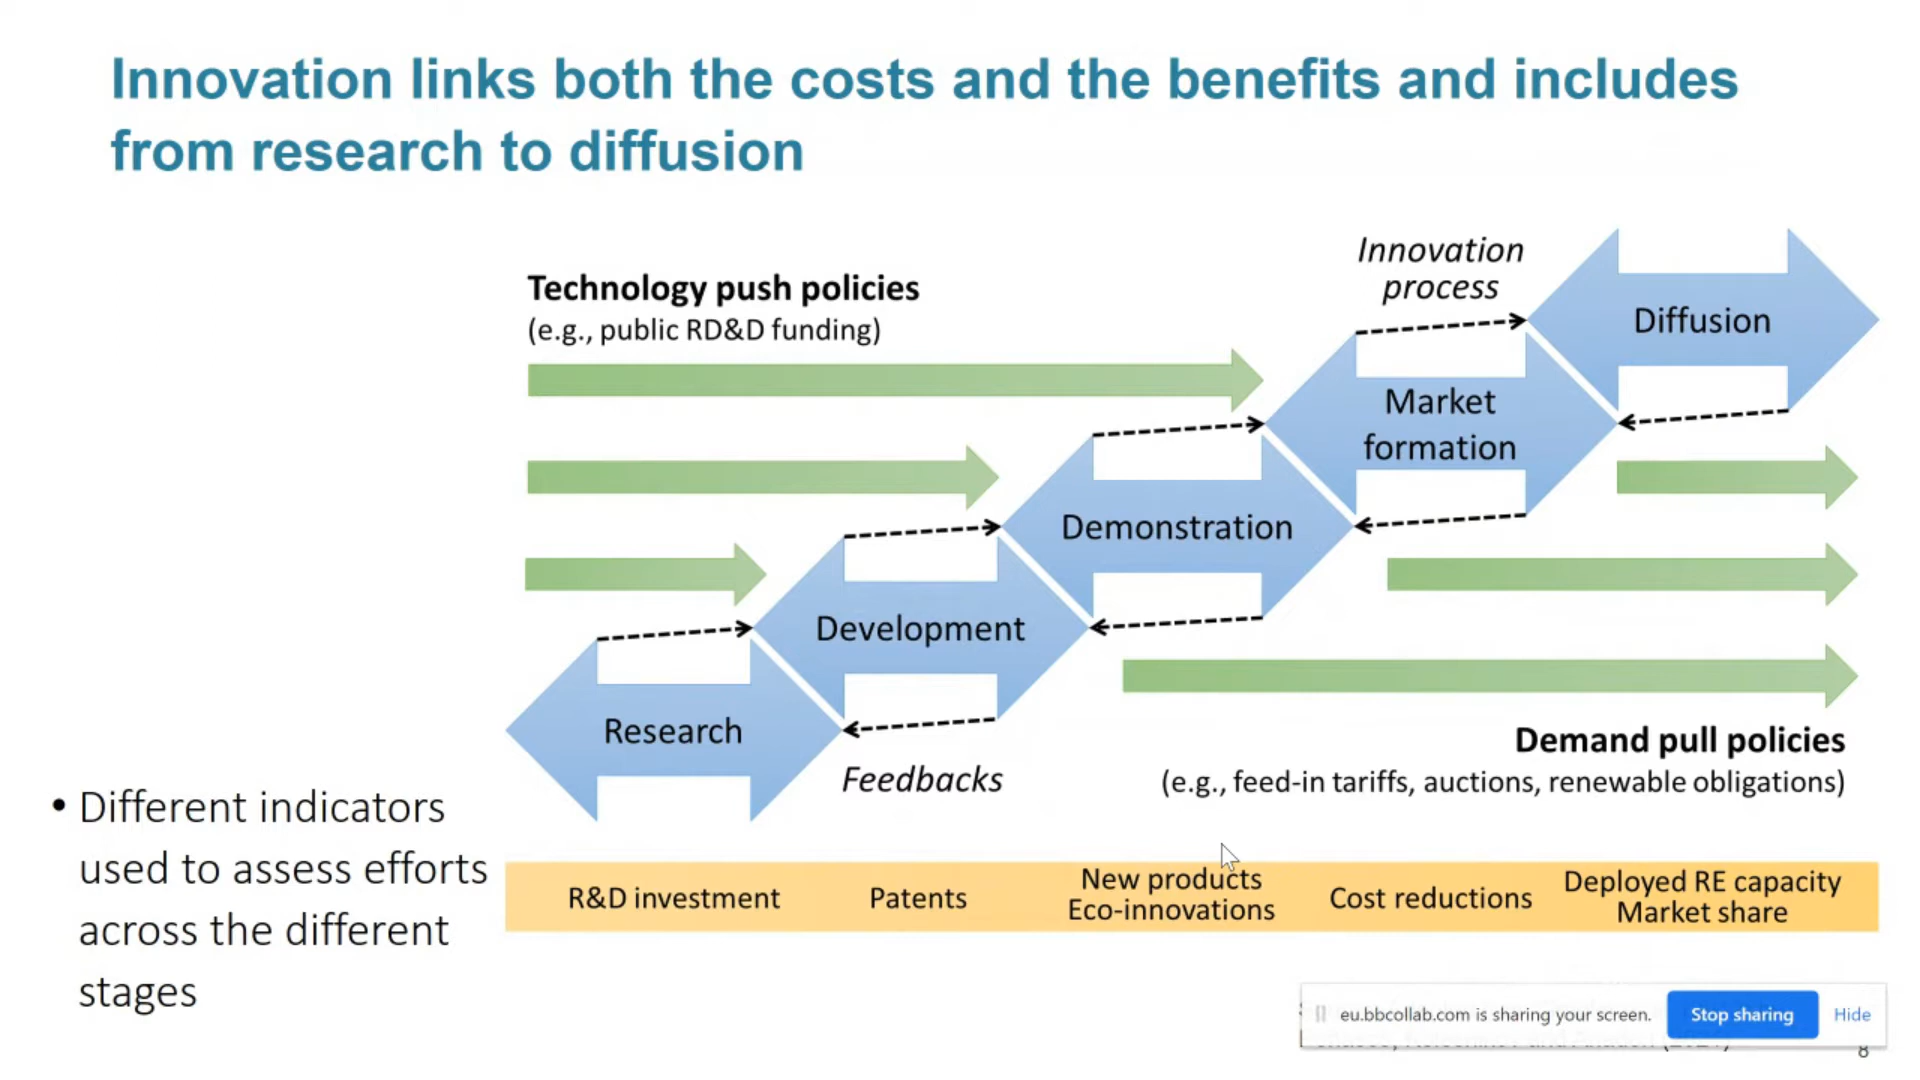 Innovation links both the costs and the benefits and includes
from research to diffusion
Innovation
process
Technology push policies
(e.g., public RD&D funding)
Diffusion
Market
formation
Demonstration
Development
Research
Feedbacks
Demand pull policies
(e.g., feed-in tariffs, auctions, renewable obligations)
• Different indicators
used to assess efforts
across the different
stages
R&D investment
Patents
New products
Eco-innovations
Cost reductions
Deployed RE capacity
Market share
eu.bbcollab.com is sharing your screen.
Stop sharing
Hide
8